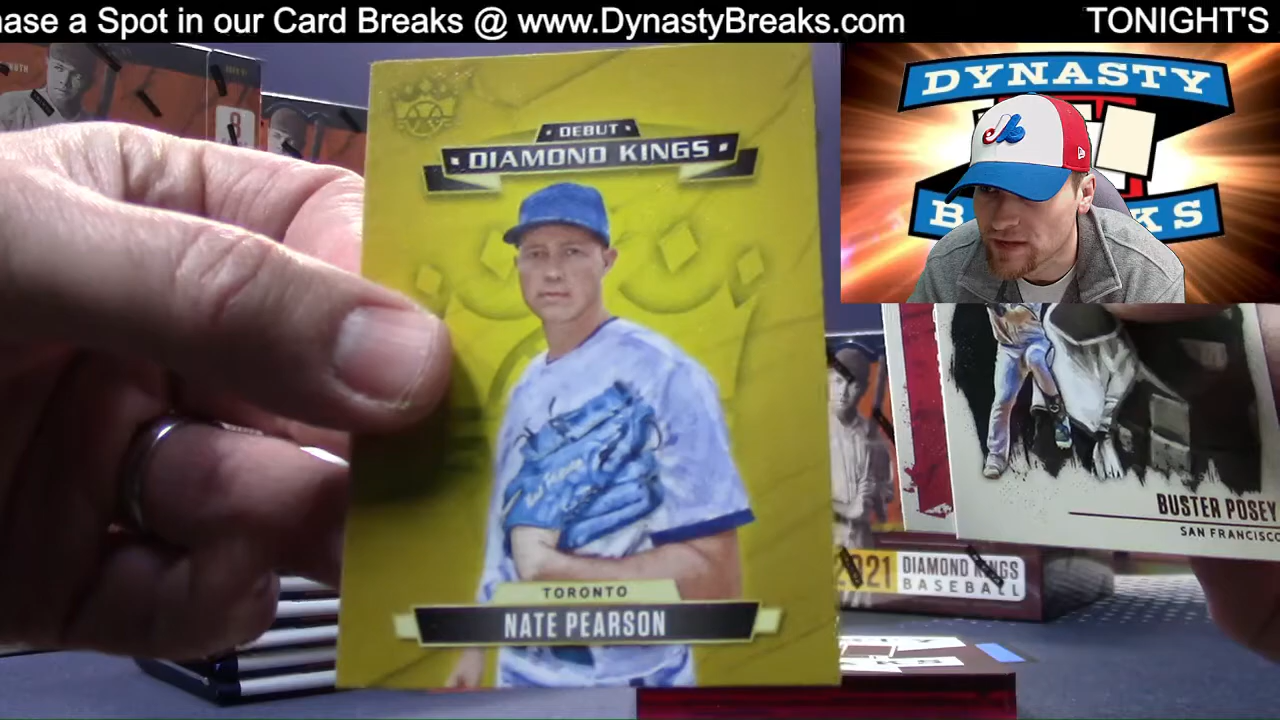 ase a Spot in our Card Breaks @ www.DynastyBreaks.com TONIGHT'S
DYNASTY
DEBUT
DIAMOND KINGS
TORONTO
NATE PEARSON
BUSTER POSEY
SAN FRANCISCO
2021 DIAMOND KINGS
BASEBALL